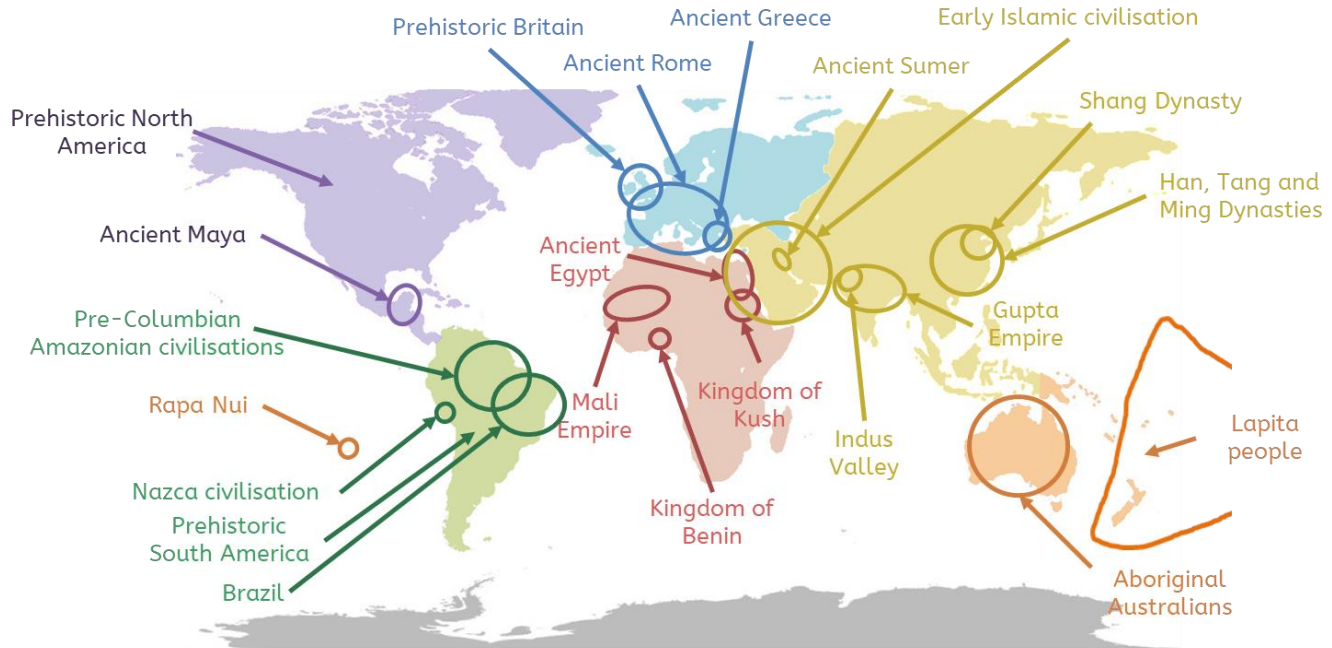 Ancient Greece
Early Islamic civilisation
Prehistoric Britain
Ancient Rome
Ancient Sumer
Shang Dynasty
Prehistoric North
America
Han, Tang and
Ming Dynasties
Ancient Maya
Ancient
Egypt
Pre-Columbian
Amazonian civilisations
Gupta
Empire
Rapa Nui
Mali
Empire
Kingdom of
Kush
Indus
Valley
Lapita
people
Nazca civilisation
Kingdom of
Benin
Prehistoric
South America
Brazil
Aboriginal
Australians